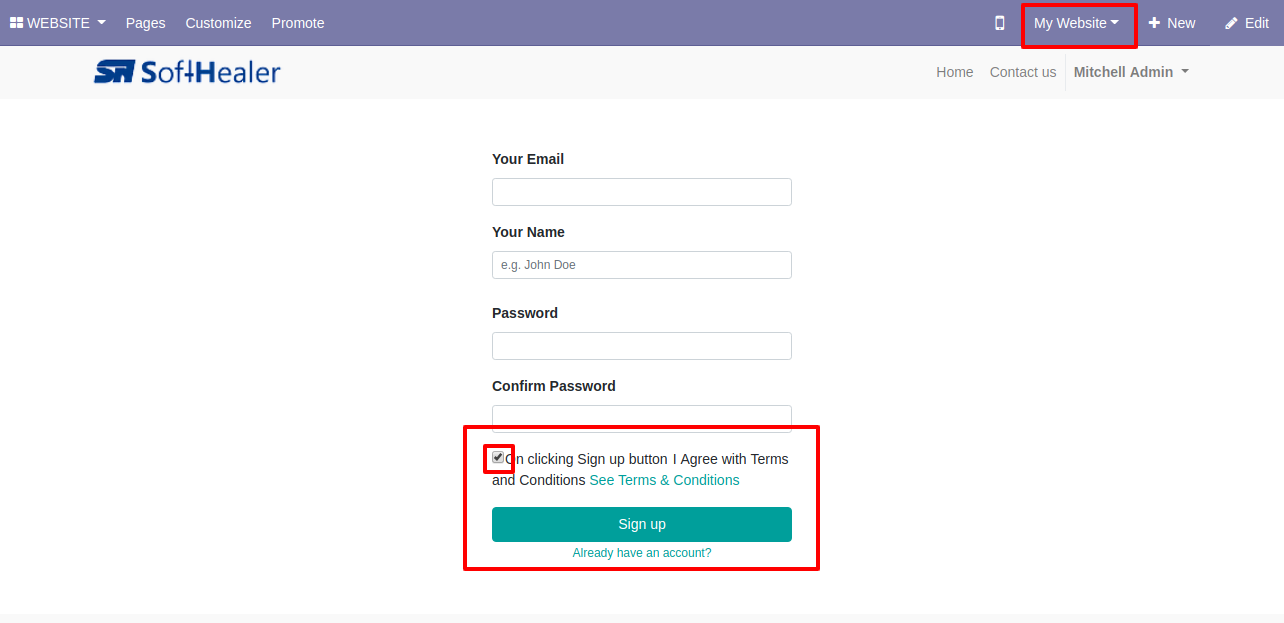 WEBSITE Pages Customize Promote My Website New Edit
SH SoftHealer Home Contact us Mitchell Admin
Your Email
Your Name
e.g. John Doe
Password
Confirm Password
On clicking Sign up button I Agree with Terms
and Conditions See Terms & Conditions
Sign up
Already have an account?